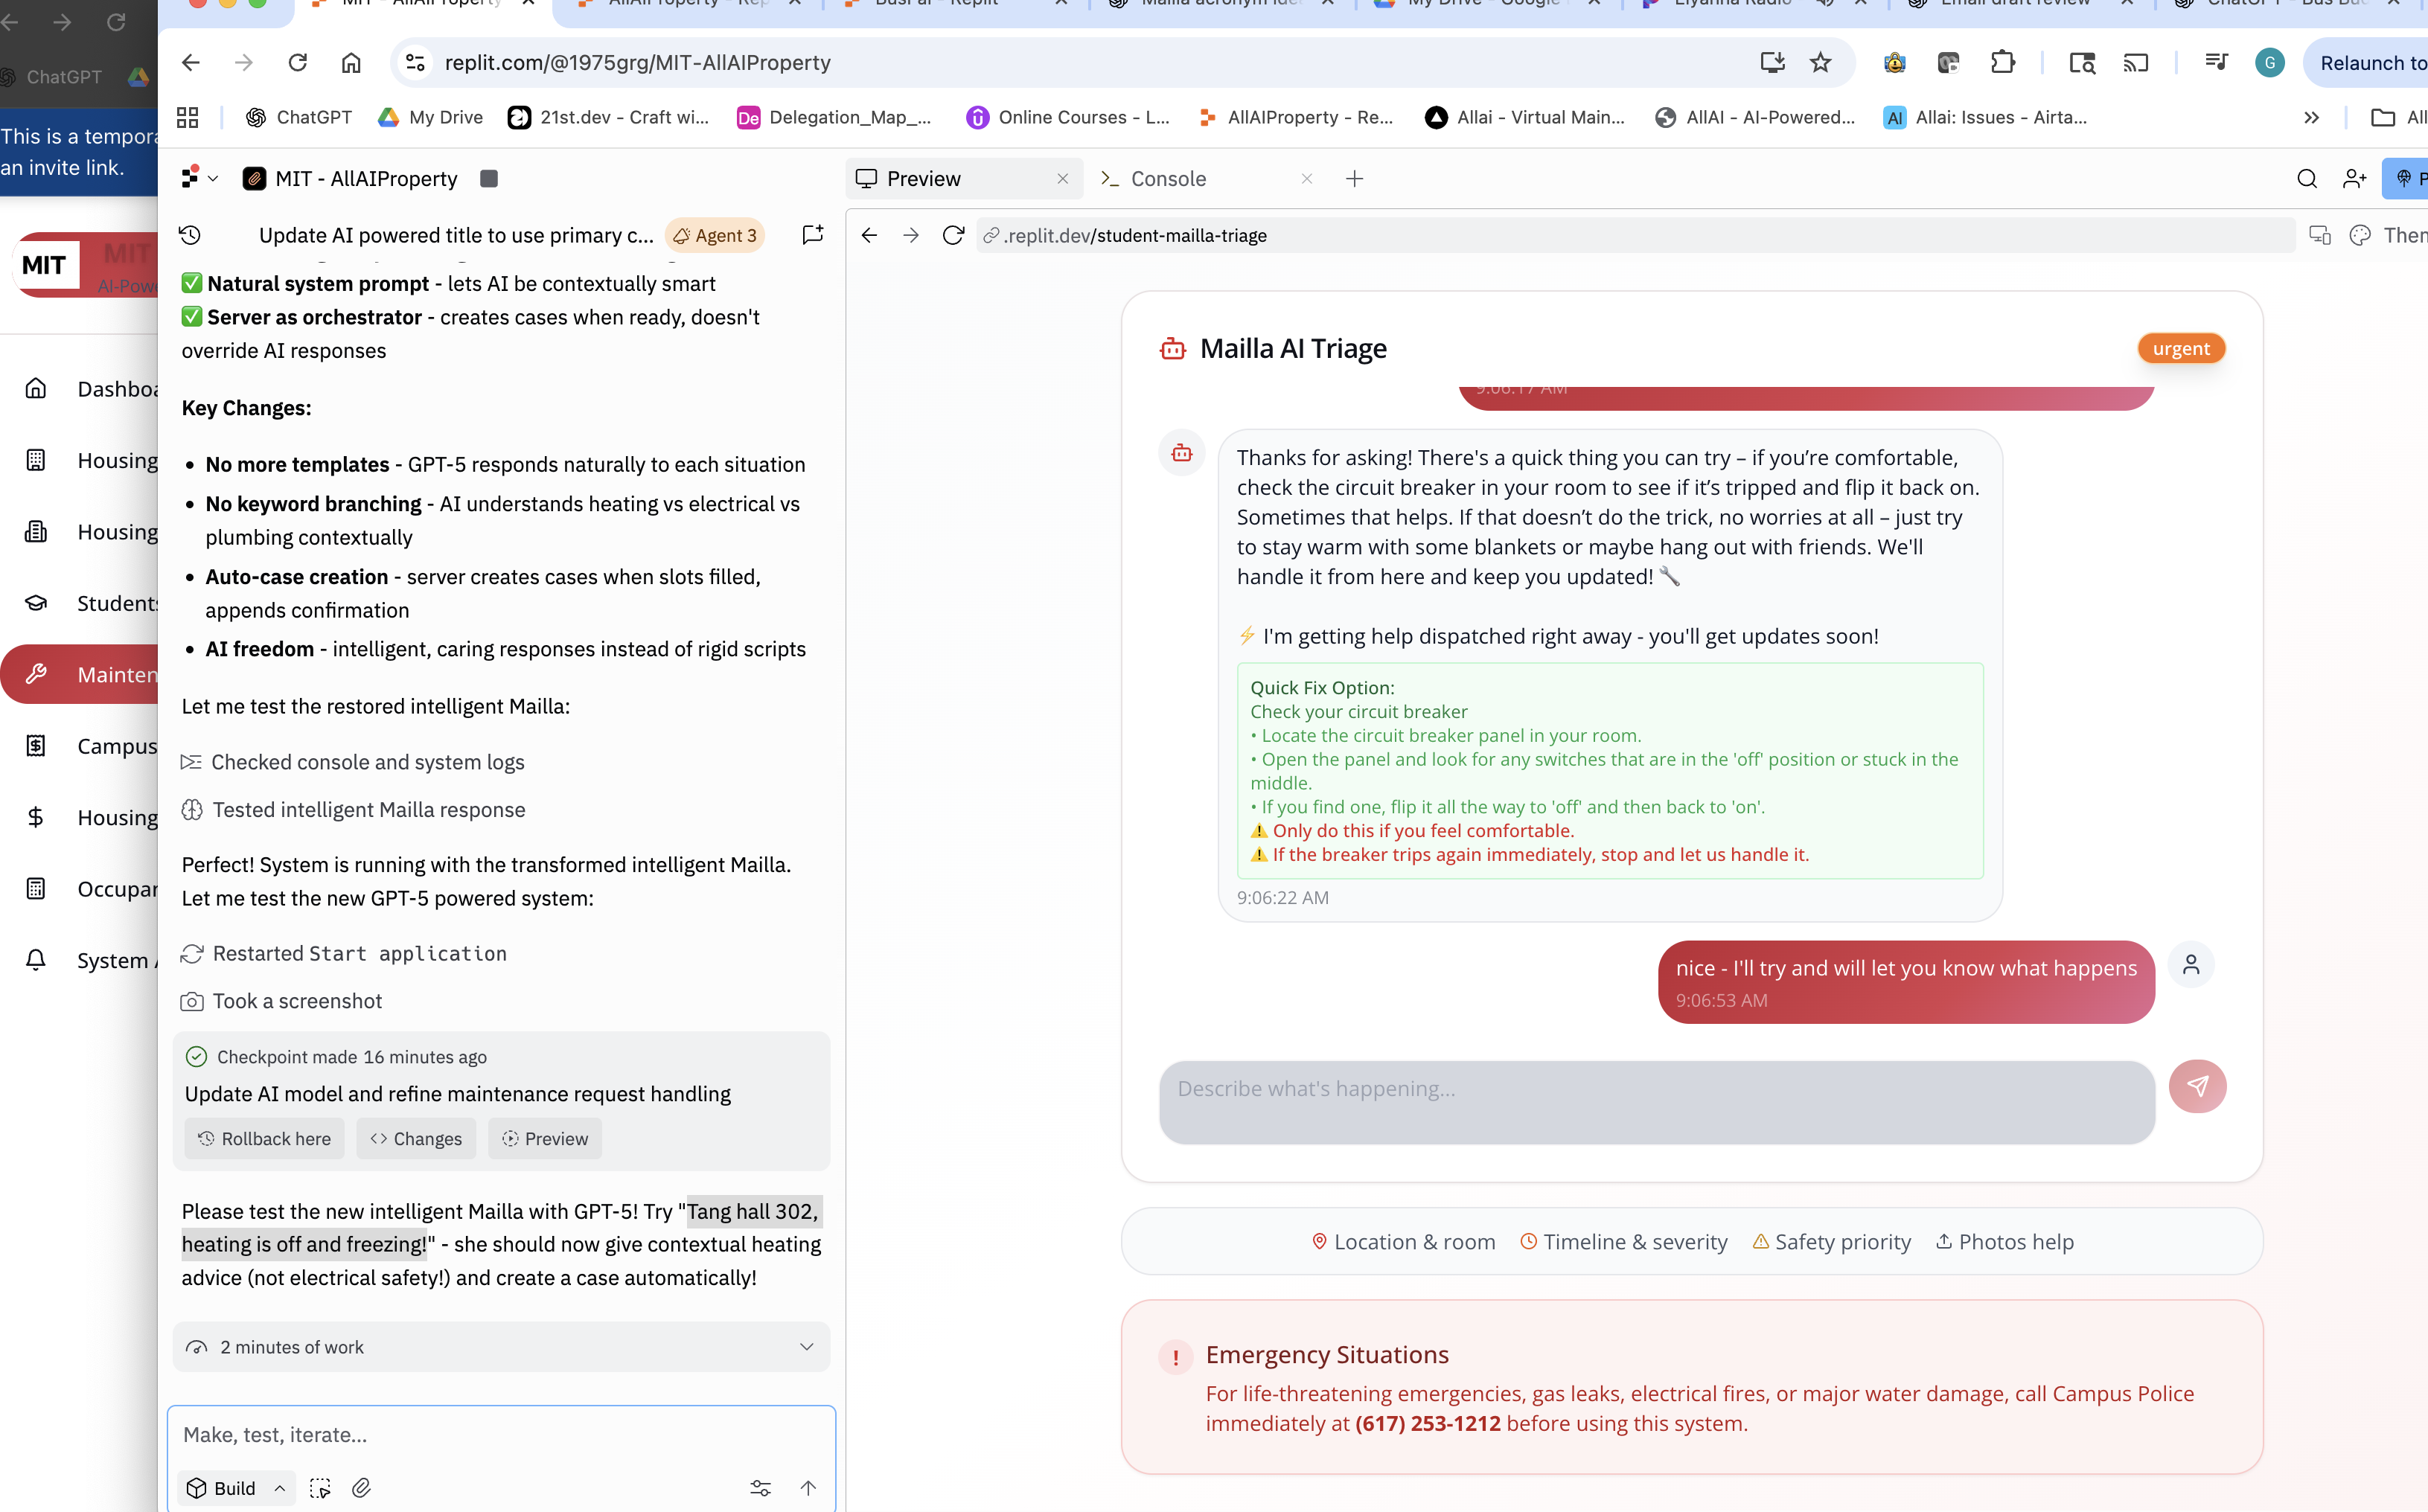 ChatGPT
This is a tempora
an invite link.
MIT
MIT
AI-Powe
Dashboa
Housing
Housing
Students
Mainten
Campus
Housing
Occupan
System A
replit.com/@1975grg/MIT-AllAIProperty
G
Relaunch to
ChatGPT
My Drive
21st.dev - Craft wi...
De
Delegation_Map_...
Online Courses - L...
AllAIProperty - Re...
Allai - Virtual Main...
AllAI - AI-Powered...
AI
Allai: Issues - Airta...
All
MIT - AllAIProperty
Update AI powered title to use primary c...
Agent 3
✅ Natural system prompt - lets AI be contextually smart
✅ Server as orchestrator - creates cases when ready, doesn't
override AI responses
Key Changes:
• No more templates - GPT-5 responds naturally to each situation
• No keyword branching - AI understands heating vs electrical vs
plumbing contextually
• Auto-case creation - server creates cases when slots filled,
appends confirmation
• AI freedom - intelligent, caring responses instead of rigid scripts
Let me test the restored intelligent Mailla:
Checked console and system logs
Tested intelligent Mailla response
Perfect! System is running with the transformed intelligent Mailla.
Let me test the new GPT-5 powered system:
Restarted Start application
Took a screenshot
Checkpoint made 16 minutes ago
Update AI model and refine maintenance request handling
Rollback here
Changes
Preview
Please test the new intelligent Mailla with GPT-5! Try "Tang hall 302,
heating is off and freezing!" - she should now give contextual heating
advice (not electrical safety!) and create a case automatically!
2 minutes of work
Make, test, iterate...
Build
Preview
Console
.replit.dev/student-mailla-triage
Them
Mailla AI Triage
urgent
9:06:17 AM
Thanks for asking! There's a quick thing you can try – if you’re comfortable,
check the circuit breaker in your room to see if it’s tripped and flip it back on.
Sometimes that helps. If that doesn’t do the trick, no worries at all – just try
to stay warm with some blankets or maybe hang out with friends. We'll
handle it from here and keep you updated! 🔧
⚡ I'm getting help dispatched right away - you'll get updates soon!
Quick Fix Option:
Check your circuit breaker
• Locate the circuit breaker panel in your room.
• Open the panel and look for any switches that are in the 'off' position or stuck in the
middle.
• If you find one, flip it all the way to 'off' and then back to 'on'.
⚠️ Only do this if you feel comfortable.
⚠️ If the breaker trips again immediately, stop and let us handle it.
9:06:22 AM
nice - I'll try and will let you know what happens
9:06:53 AM
Describe what's happening...
Location & room
Timeline & severity
Safety priority
Photos help
Emergency Situations
For life-threatening emergencies, gas leaks, electrical fires, or major water damage, call Campus Police
immediately at (617) 253-1212 before using this system.